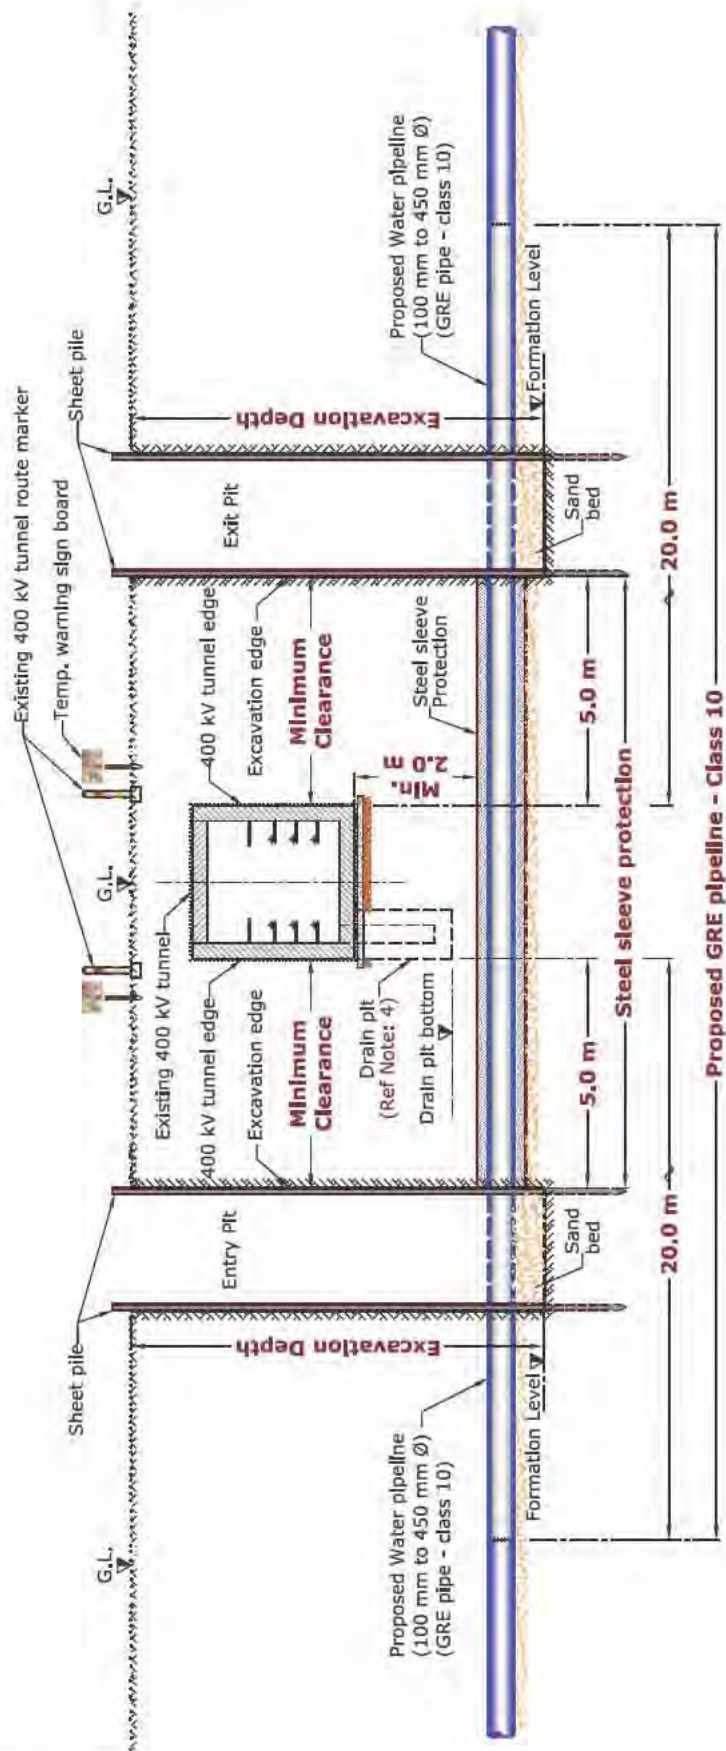 G.L.
Sheet pile
Existing 400 kV tunnel route marker
Temp. warning sign board
G.L.
G.L.
Sheet pile
Entry Pit
Exit Pit
Existing 400 kV tunnel
400 kV tunnel edge
Excavation edge
Minimum
Clearance
400 kV tunnel edge
Excavation edge
Minimum
Clearance
Excavation Depth
Excavation Depth
Min.
2.0 m
Drain pit
(Ref Note: 4)
Drain pit bottom
Steel sleeve
Protection
Proposed Water pipeline
(100 mm to 450 mm Ø)
(GRE pipe - class 10)
Proposed Water pipeline
(100 mm to 450 mm Ø)
(GRE pipe - class 10)
Formation Level
Sand
bed
Sand
bed
Formation Level
5.0 m
5.0 m
Steel sleeve protection
20.0 m
20.0 m
Proposed GRE pipeline - Class 10